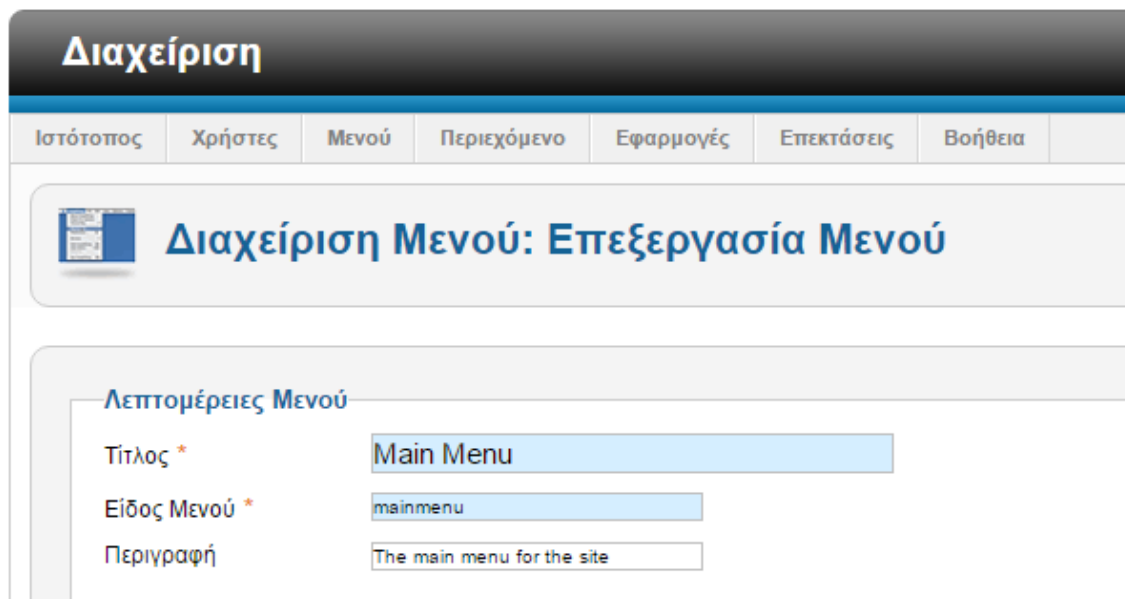 Διαχείριση
Ιστότοπος Χρήστες Μενού Περιεχόμενο Εφαρμογές Επεκτάσεις Βοήθεια
Διαχείριση Μενού: Επεξεργασία Μενού
Λεπτομέρειες Μενού
Τίτλος * Main Menu
Είδος Μενού * mainmenu
Περιγραφή The main menu for the site